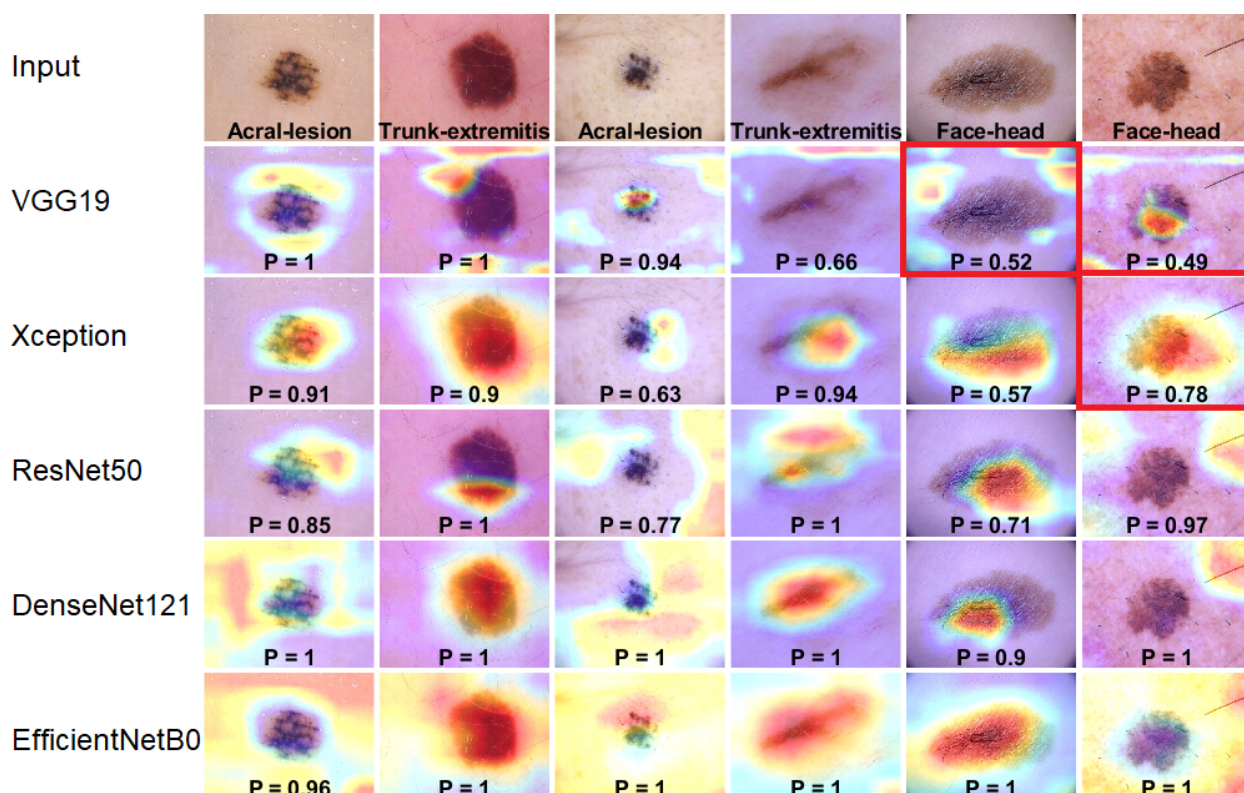 Input
Acral-lesion Trunk-extremitis Acral-lesion Trunk-extremitis Face-head Face-head
VGG19
P = 1 P = 1 P = 0.94 P = 0.66 P = 0.52 P = 0.49
Xception
P = 0.91 P = 0.9 P = 0.63 P = 0.94 P = 0.57 P = 0.78
ResNet50
P = 0.85 P = 1 P = 0.77 P = 1 P = 0.71 P = 0.97
DenseNet121
P = 1 P = 1 P = 1 P = 1 P = 0.9 P = 1
EfficientNetB0
P = 0.96 P = 1 P = 1 P = 1 P = 1 P = 1